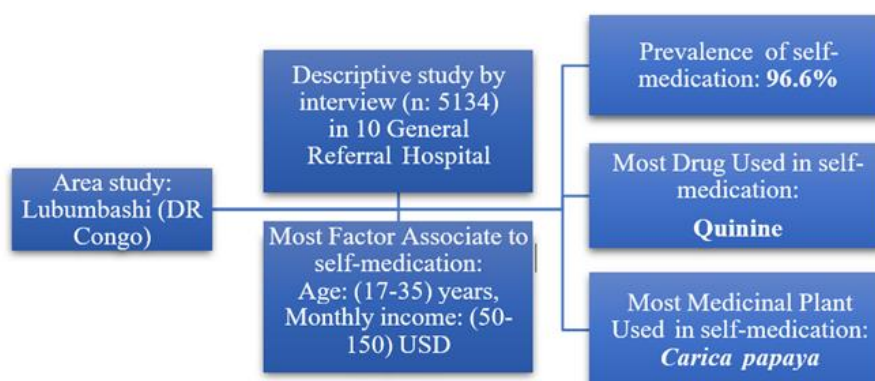 Area study:
Lubumbashi (DR
Congo)
Descriptive study by
interview (n: 5134)
in 10 General
Referral Hospital
Most Factor Associate to
self-medication:
Age: (17-35) years,
Monthly income: (50-
150) USD
Prevalence of self-
medication: 96.6%
Most Drug Used in self-
medication:
Quinine
Most Medicinal Plant
Used in self-medication:
Carica papaya